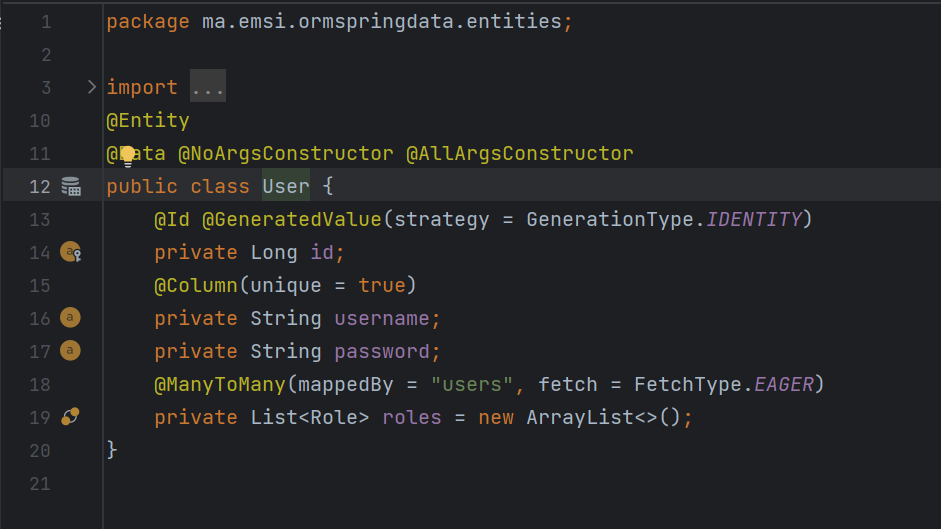 1 package ma.emsi.ormspringdata.entities;
2
3 import ...
10 @Entity
11 @Data @NoArgsConstructor @AllArgsConstructor
12 public class User {
13 @Id @GeneratedValue(strategy = GenerationType.IDENTITY)
14 private Long id;
15 @Column(unique = true)
16 private String username;
17 private String password;
18 @ManyToMany(mappedBy = "users", fetch = FetchType.EAGER)
19 private List<Role> roles = new ArrayList<>();
20 }
21